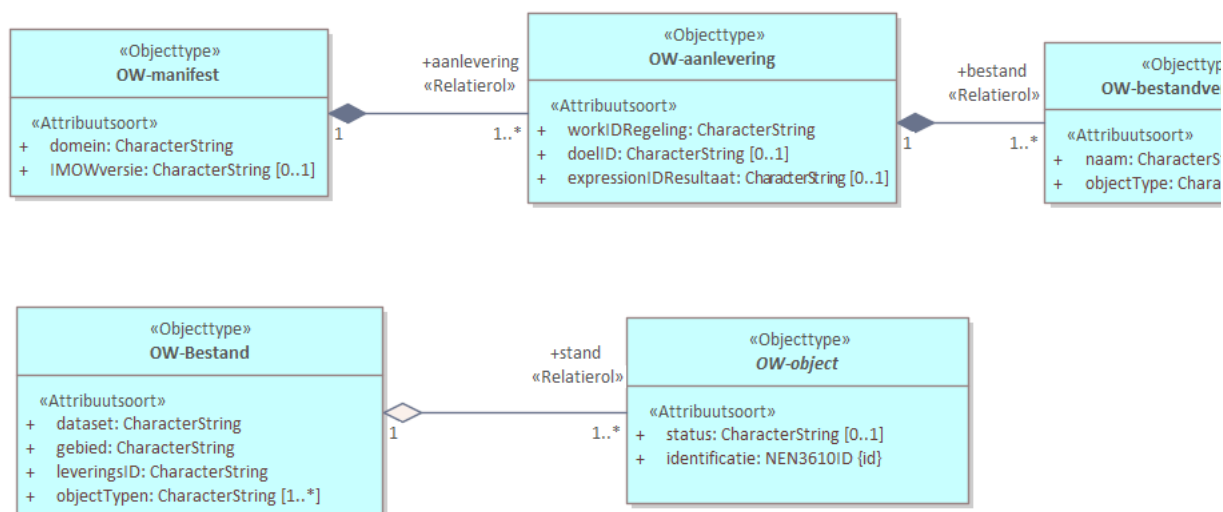 «Objecttype»
OW-manifest
«Attribuutsoort»
+ domein: CharacterString
+ IMOWversie: CharacterString [0..1]
+aanlevering
«Relatierol»
1
1..*
«Objecttype»
OW-aanlevering
«Attribuutsoort»
+ workIDRegeling: CharacterString
+ doelID: CharacterString [0..1]
+ expressionIDResultaat: CharacterString [0..1]
+bestand
«Relatierol»
1
1..*
«Attribuutsoort»
+ naam:
+ objectType:
«Objecttype»
OW-Bestand
«Attribuutsoort»
+ dataset: CharacterString
+ gebied: CharacterString
+ leveringsID: CharacterString
+ objectTypen: CharacterString [1..*]
+stand
«Relatierol»
1
1..*
«Objecttype»
OW-object
«Attribuutsoort»
+ status: CharacterString [0..1]
+ identificatie: NEN3610ID {id}